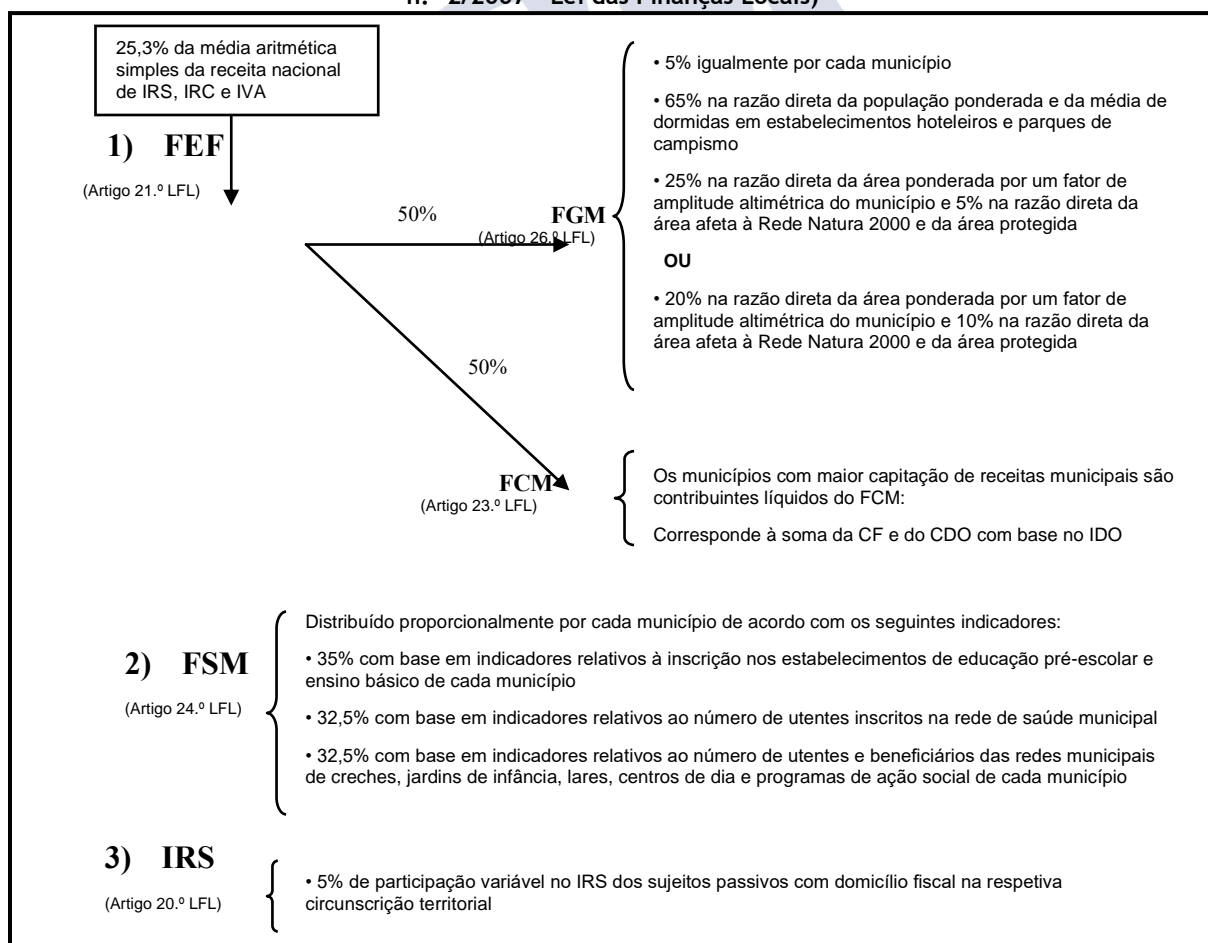 n.º 2/2007 – Lei das Finanças Locais)
25,3% da média aritmética
simples da receita nacional
de IRS, IRC e IVA
1) FEF
(Artigo 21.º LFL)
50%
FGM
(Artigo 26.º LFL)
• 5% igualmente por cada município
• 65% na razão direta da população ponderada e da média de
dormidas em estabelecimentos hoteleiros e parques de
campismo
• 25% na razão direta da área ponderada por um fator de
amplitude altimétrica do município e 5% na razão direta da
área afeta à Rede Natura 2000 e da área protegida
OU
• 20% na razão direta da área ponderada por um fator de
amplitude altimétrica do município e 10% na razão direta da
área afeta à Rede Natura 2000 e da área protegida
50%
FCM
(Artigo 23.º LFL)
Os municípios com maior capitação de receitas municipais são
contribuintes líquidos do FCM:
Corresponde à soma da CF e do CDO com base no IDO
2) FSM
(Artigo 24.º LFL)
Distribuído proporcionalmente por cada município de acordo com os seguintes indicadores:
• 35% com base em indicadores relativos à inscrição nos estabelecimentos de educação pré-escolar e
ensino básico de cada município
• 32,5% com base em indicadores relativos ao número de utentes inscritos na rede de saúde municipal
• 32,5% com base em indicadores relativos ao número de utentes e beneficiários das redes municipais
de creches, jardins de infância, lares, centros de dia e programas de ação social de cada município
3) IRS
(Artigo 20.º LFL)
• 5% de participação variável no IRS dos sujeitos passivos com domicílio fiscal na respetiva
circunscrição territorial